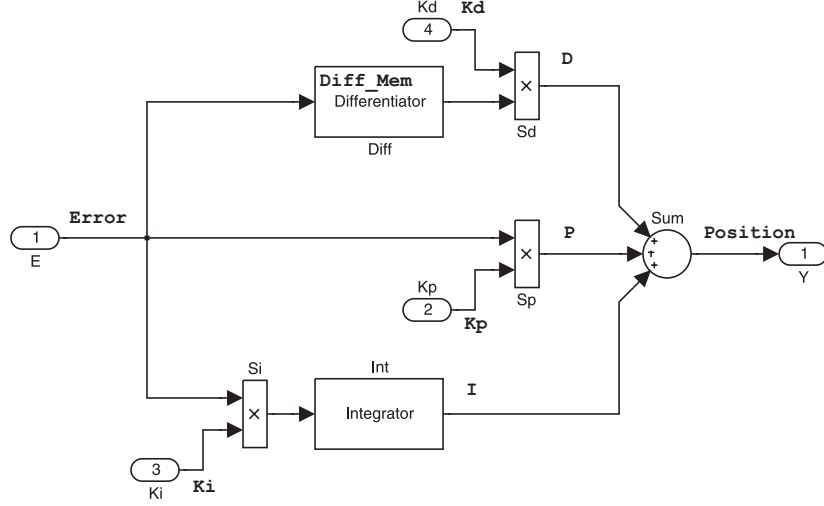 Kd Kd
4
Diff_Mem
Differentiator
Diff
×
Sd
D
Error
1
E
Sum
+
+
+
P
×
Sp
Position
1
Y
Kp
2
Kp
Si
×
Int
Integrator
I
3
Ki
Ki